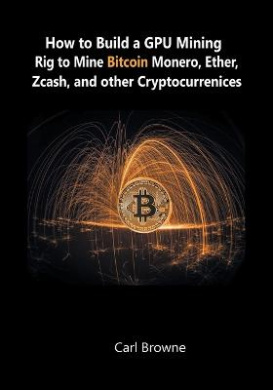 How to Build a GPU Mining
Rig to Mine Bitcoin Monero, Ether,
Zcash, and other Cryptocurrenices
Carl Browne